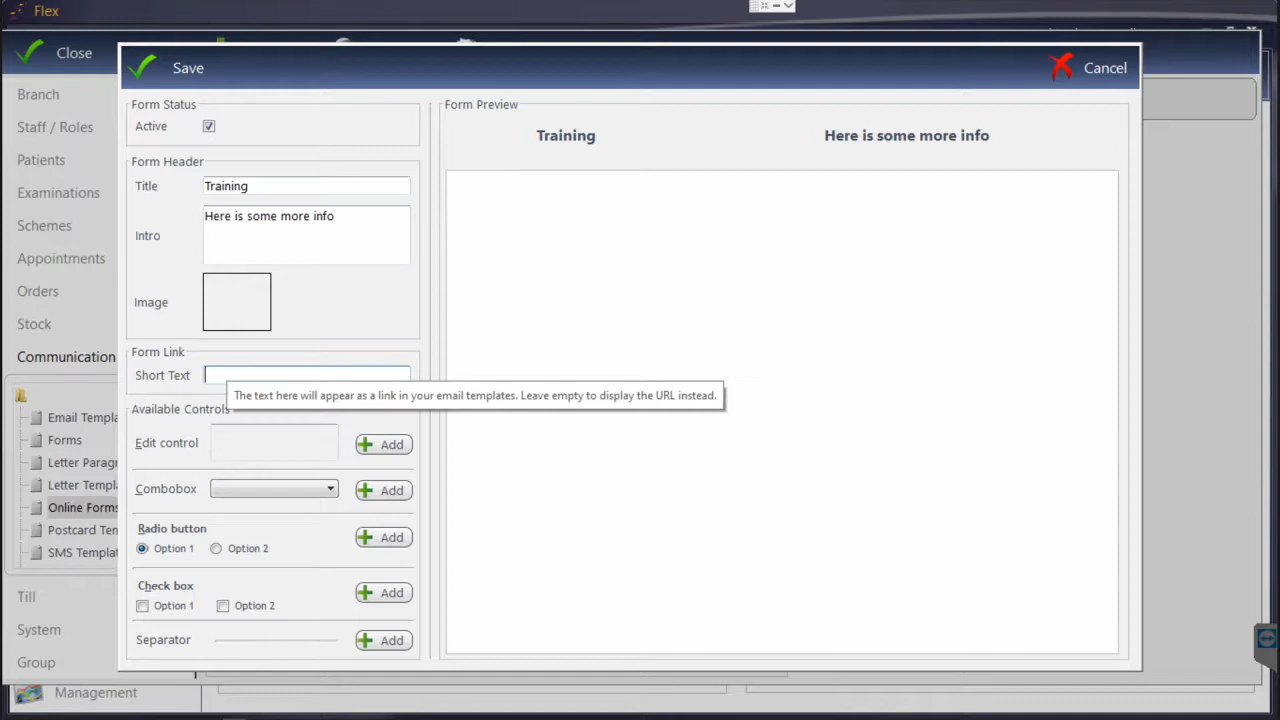 Flex
Close
Save
Cancel
Branch
Staff / Roles
Patients
Examinations
Schemes
Appointments
Orders
Stock
Communication
Email Templa
Forms
Letter Paragr
Letter Templa
Online Forms
Postcard Tem
SMS Templat
Till
System
Group
Management
Form Status
Active
Form Header
Title Training
Intro Here is some more info
Image
Form Link
Short Text
The text here will appear as a link in your email templates. Leave empty to display the URL instead.
Available Controls
Edit control Add
Combobox Add
Radio button
Option 1 Option 2 Add
Check box
Option 1 Option 2 Add
Separator Add
Form Preview
Training Here is some more info